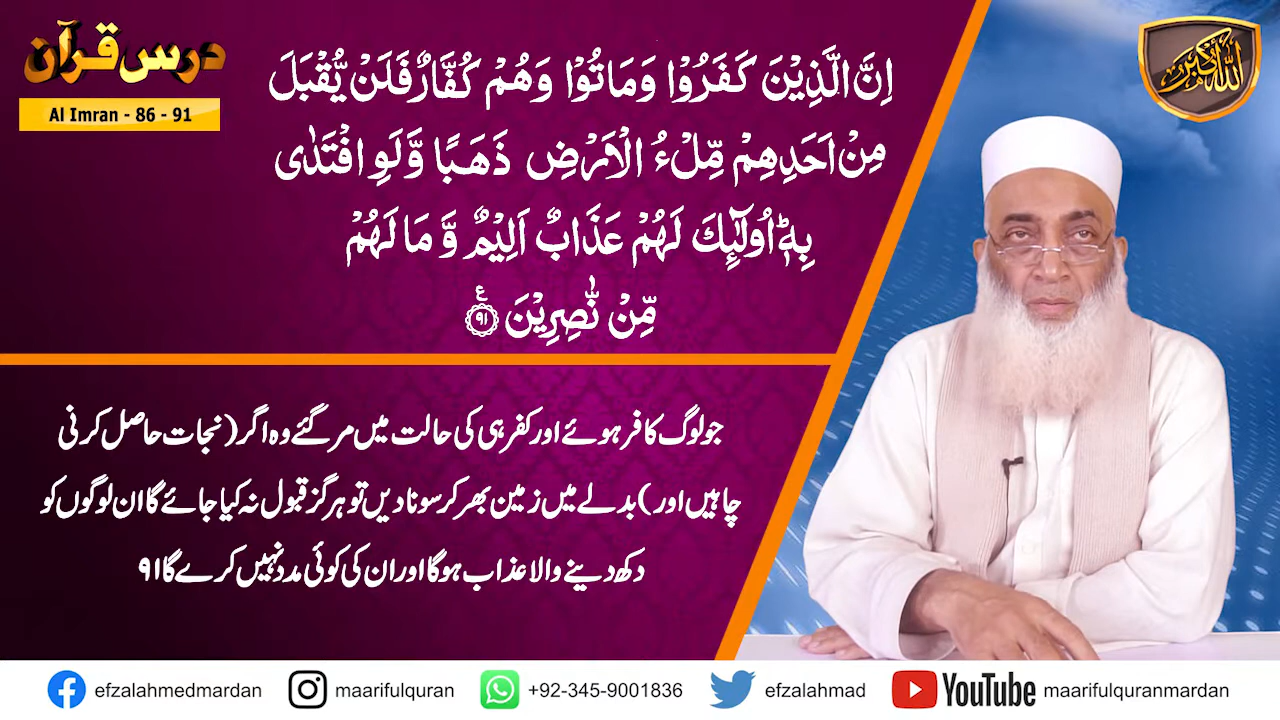 درس قرآن
Al Imran - 86 - 91
اللہ اکبر
اِنَّ الَّذِيْنَ كَفَرُوْا وَمَاتُوْا وَهُمْ كُفَّارٌ فَلَنْ يُّقْبَلَ
مِنْ اَحَدِهِمْ مِّلْءُ الْاَرْضِ ذَهَبًا وَّلَوِ افْتَدٰى
بِهٖ ؕ اُولٰٓئِكَ لَهُمْ عَذَابٌ اَلِيْمٌ وَّ مَا لَهُمْ
مِّنْ نّٰصِرِيْنَ ۹۱ ع
جو لوگ کافر ہوئے اور کفر ہی کی حالت میں مر گئے وہ اگر (نجات حاصل کرنی
چاہیں اور) بدلے میں زمین بھر کر سونا دیں تو ہرگز قبول نہ کیا جائے گا ان لوگوں کو
دکھ دینے والا عذاب ہوگا اور ان کی کوئی مدد نہیں کرے گا ۹۱
efzalahmedmardan maarifulquran +92-345-9001836 efzalahmad YouTube maarifulquranmardan